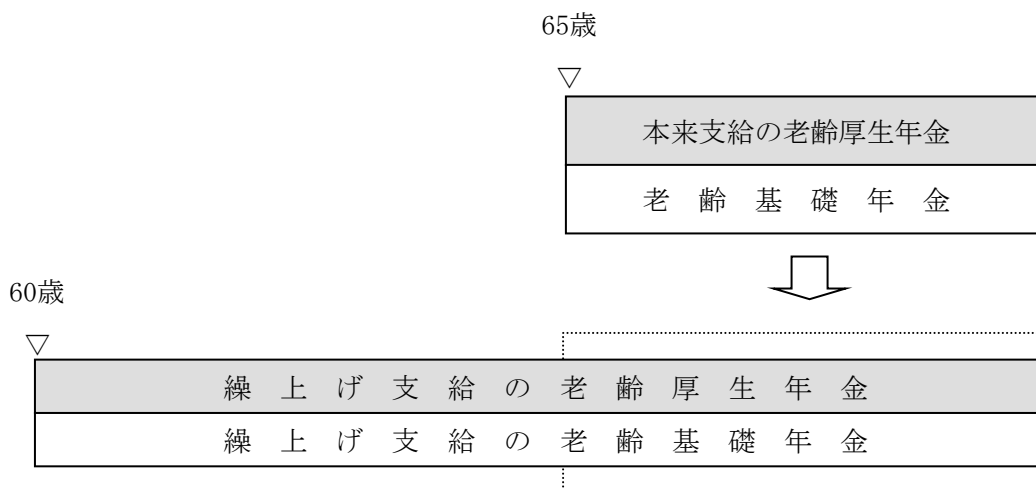 65歳
▽
本来支給の老齢厚生年金
老齢基礎年金
60歳
▽
繰上げ支給の老齢厚生年金
繰上げ支給の老齢基礎年金